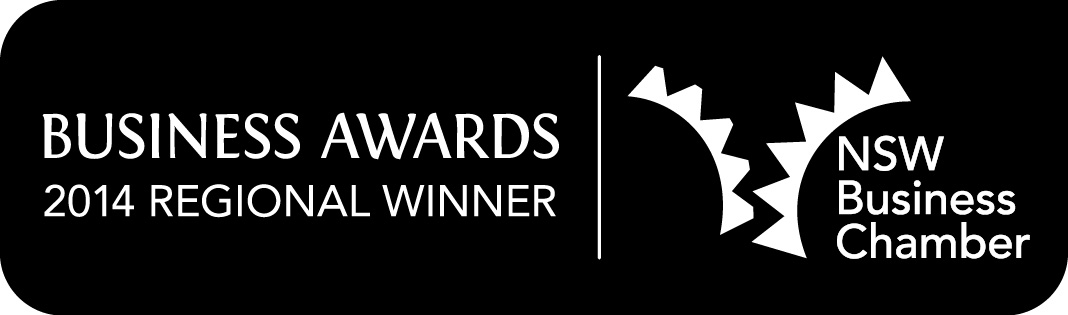 BUSINESS AWARDS
2014 REGIONAL WINNER
NSW
Business
Chamber